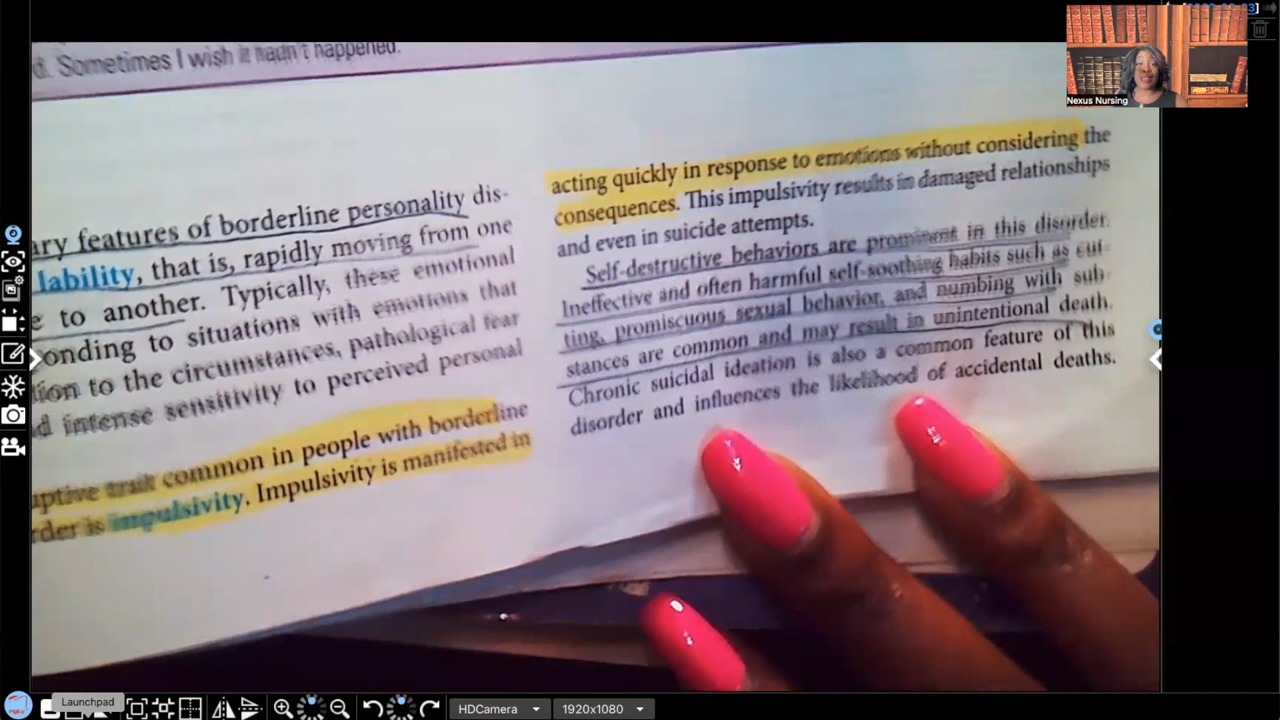 d. Sometimes I wish it hadn't happened.
ary features of borderline personality dis-
lability, that is, rapidly moving from one
e to another. Typically, these emotional
onding to situations with emotions that
tion to the circumstances, pathological fear
d intense sensitivity to perceived personal
aptive trait common in people with borderline
rder is impulsivity. Impulsivity is manifested in
acting quickly in response to emotions without considering the
consequences. This impulsivity results in damaged relationships
and even in suicide attempts.
Self-destructive behaviors are prominent in this disorder.
Ineffective and often harmful self-soothing habits such as cut-
ting, promiscuous sexual behavior, and numbing with sub-
stances are common and may result in unintentional death.
Chronic suicidal ideation is also a common feature of this
disorder and influences the likelihood of accidental deaths.
Nexus Nursing
Launchpad
HDCamera
1920x1080